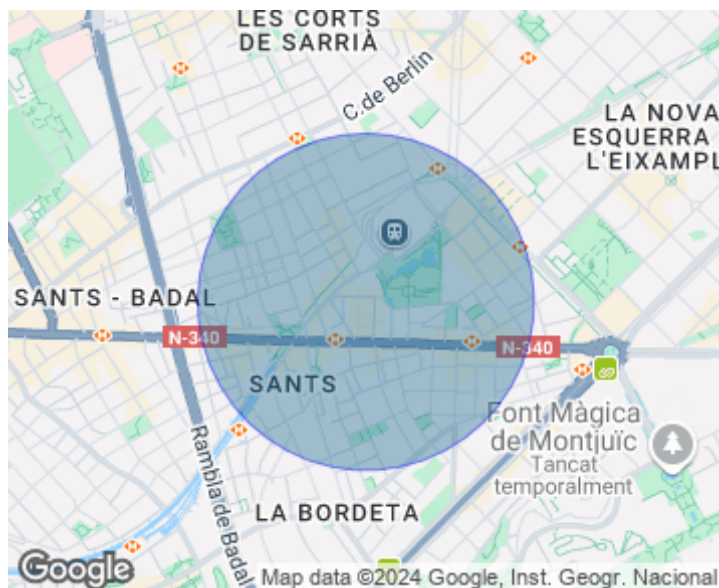 LES CORTS
DE SARRIÀ
C.de Berlín
LA NOVA
ESQUERRA
L'EIXAMPL
SANTS - BADAL
N-340
N-340
SANTS
Font Màgica
de Montjuïc
Tancat
temporalment
Rambla de Badal
LA BORDETA
Google
Map data ©2024 Google, Inst. Geogr. Nacional